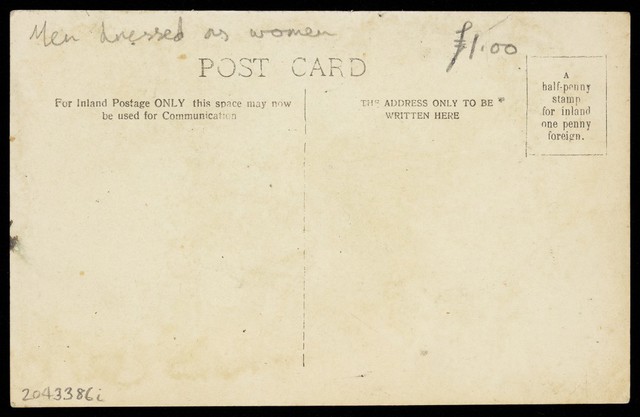 Men dressed as women
£1.00
POST CARD
For Inland Postage ONLY this space may now
be used for Communication
THE ADDRESS ONLY TO BE
WRITTEN HERE
A
half-penny
stamp
for inland
one penny
foreign.
2043386i